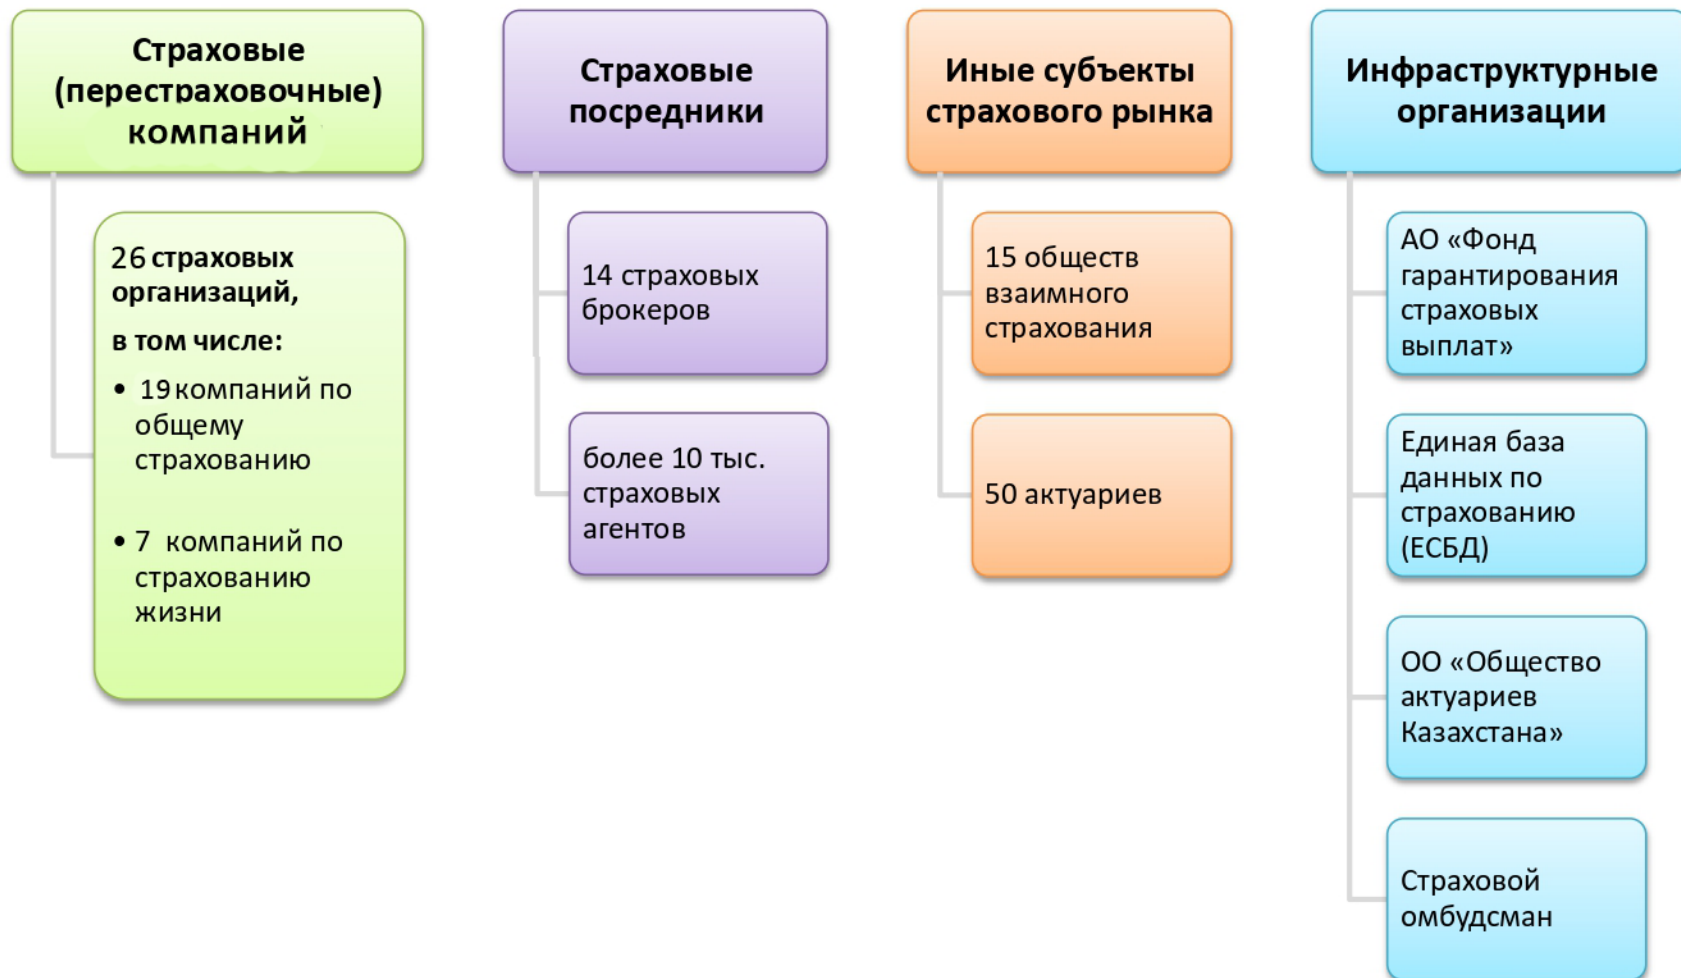 Страховые
(перестраховочные)
компаний
26 страховых
организаций,
в том числе:
• 19 компаний по
общему
страхованию
• 7 компаний по
страхованию
жизни
Страховые
посредники
14 страховых
брокеров
более 10 тыс.
страховых
агентов
Иные субъекты
страхового рынка
15 обществ
взаимного
страхования
50 актуариев
Инфраструктурные
организации
АО «Фонд
гарантирования
страховых
выплат»
Единая база
данных по
страхованию
(ЕСБД)
ОО «Общество
актуариев
Казахстана»
Страховой
омбудсман